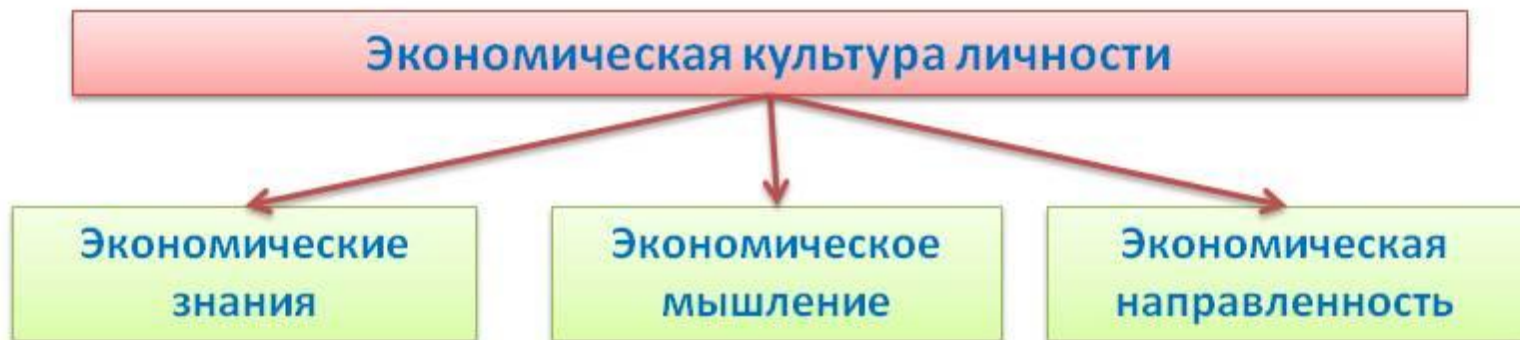 Экономическая культура личности
Экономические
знания
Экономическое
мышление
Экономическая
направленность